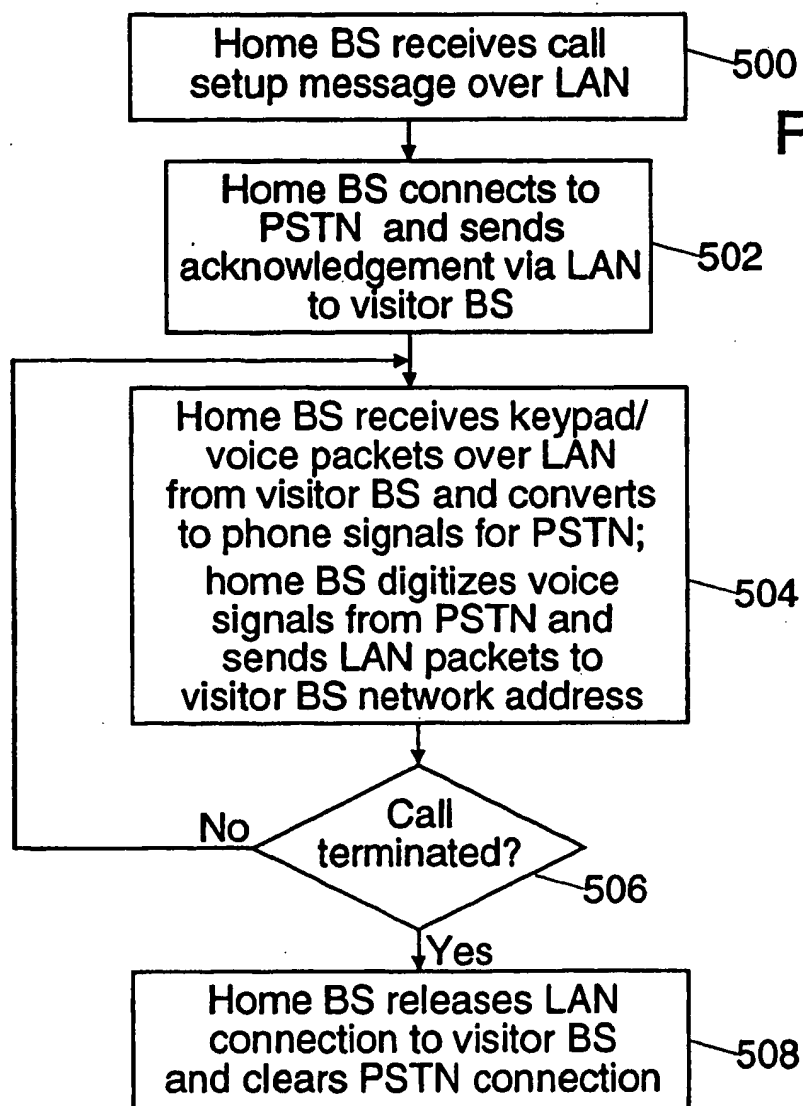 Home BS receives call
setup message over LAN
500
F
Home BS connects to
PSTN and sends
acknowledgement via LAN
to visitor BS
502
Home BS receives keypad/
voice packets over LAN
from visitor BS and converts
to phone signals for PSTN;
home BS digitizes voice
signals from PSTN and
sends LAN packets to
visitor BS network address
504
No
Call
terminated?
506
Yes
Home BS releases LAN
connection to visitor BS
and clears PSTN connection
508